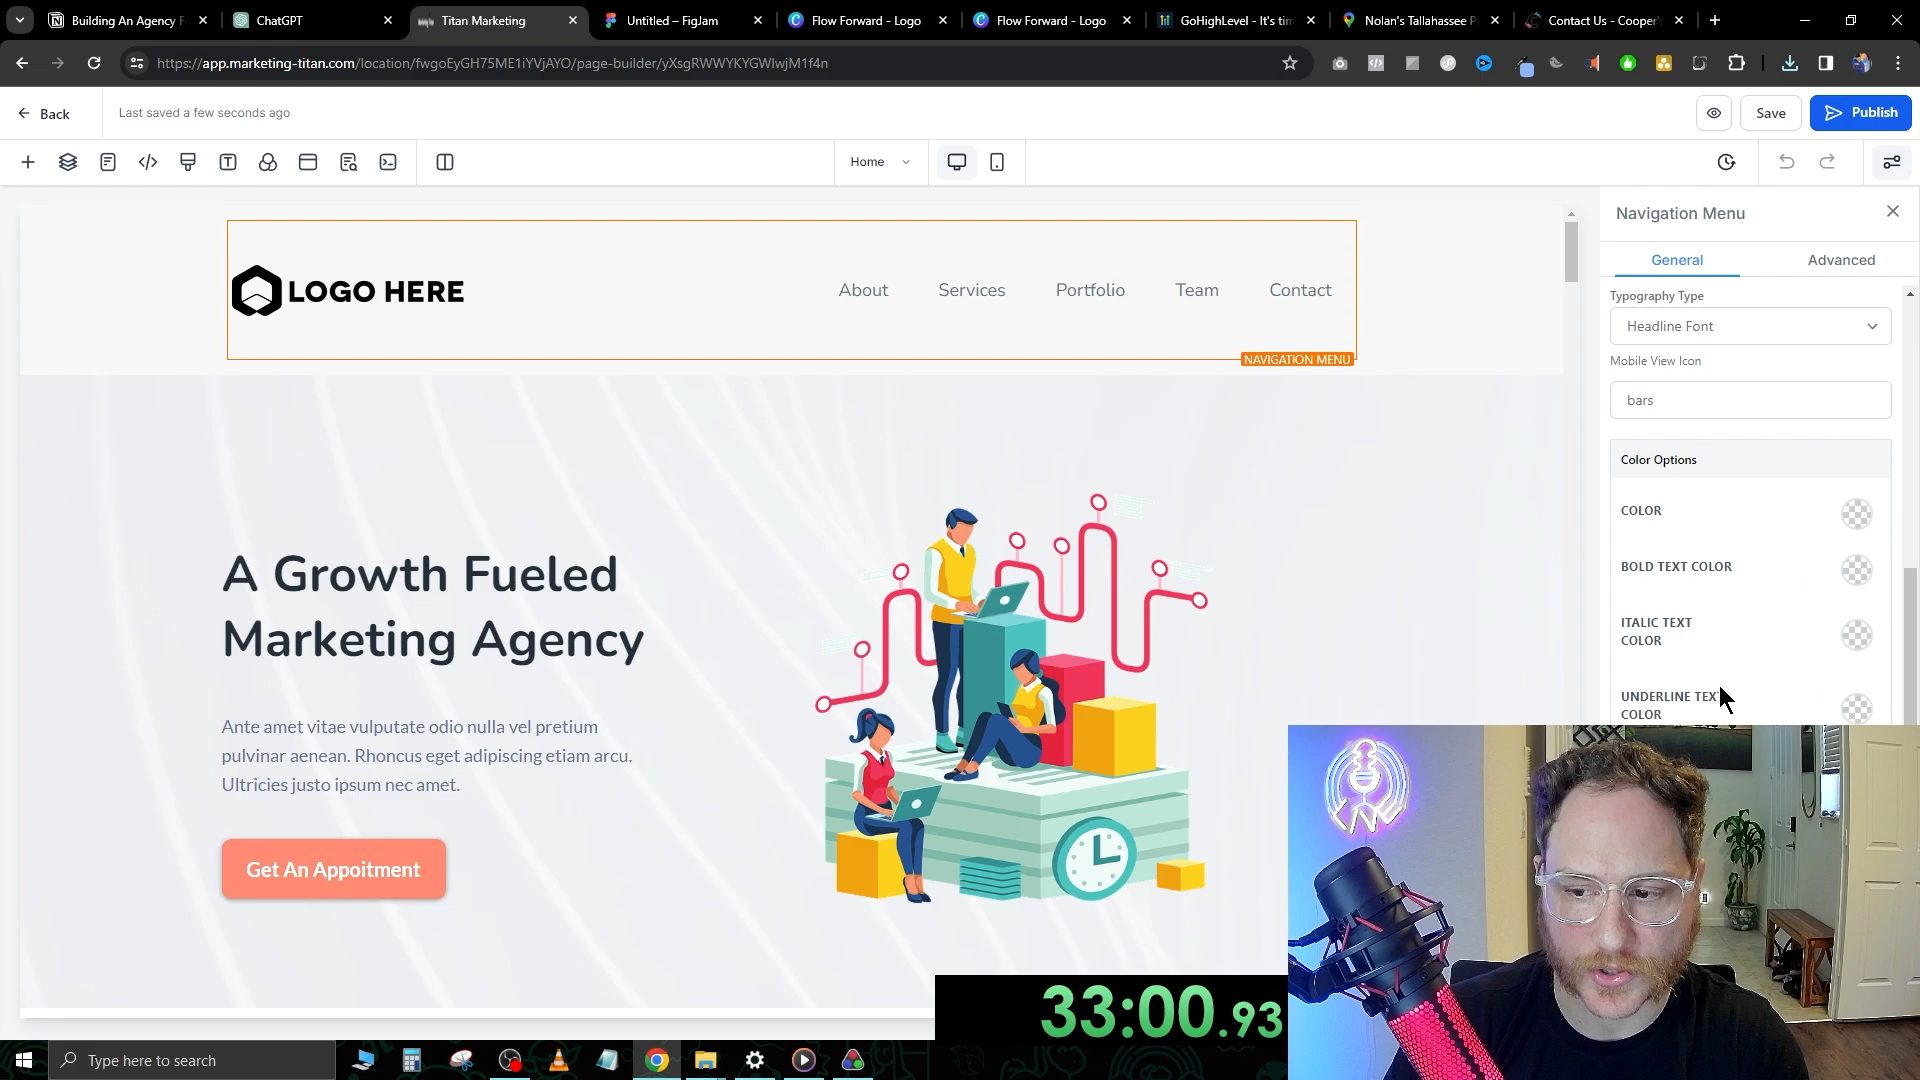 Building An Agency F
ChatGPT
Titan Marketing
Untitled – FigJam
Flow Forward - Logo
Flow Forward - Logo
GoHighLevel - It's tim
Nolan's Tallahassee P
Contact Us - Cooper'
https://app.marketing-titan.com/location/fwgoEyGH75ME1iYVjAYO/page-builder/yXsgRWWYKYGWlwjM1f4n
Back
Last saved a few seconds ago
Save
Publish
Home
Navigation Menu
General
Advanced
LOGO HERE
About
Services
Portfolio
Team
Contact
NAVIGATION MENU
Typography Type
Headline Font
Mobile View Icon
bars
Color Options
COLOR
BOLD TEXT COLOR
ITALIC TEXT
COLOR
UNDERLINE TEXT
COLOR
A Growth Fueled
Marketing Agency
Ante amet vitae vulputate odio nulla vel pretium
pulvinar aenean. Rhoncus eget adipiscing etiam arcu.
Ultricies justo ipsum nec amet.
Get An Appoitment
33:00.93
Type here to search